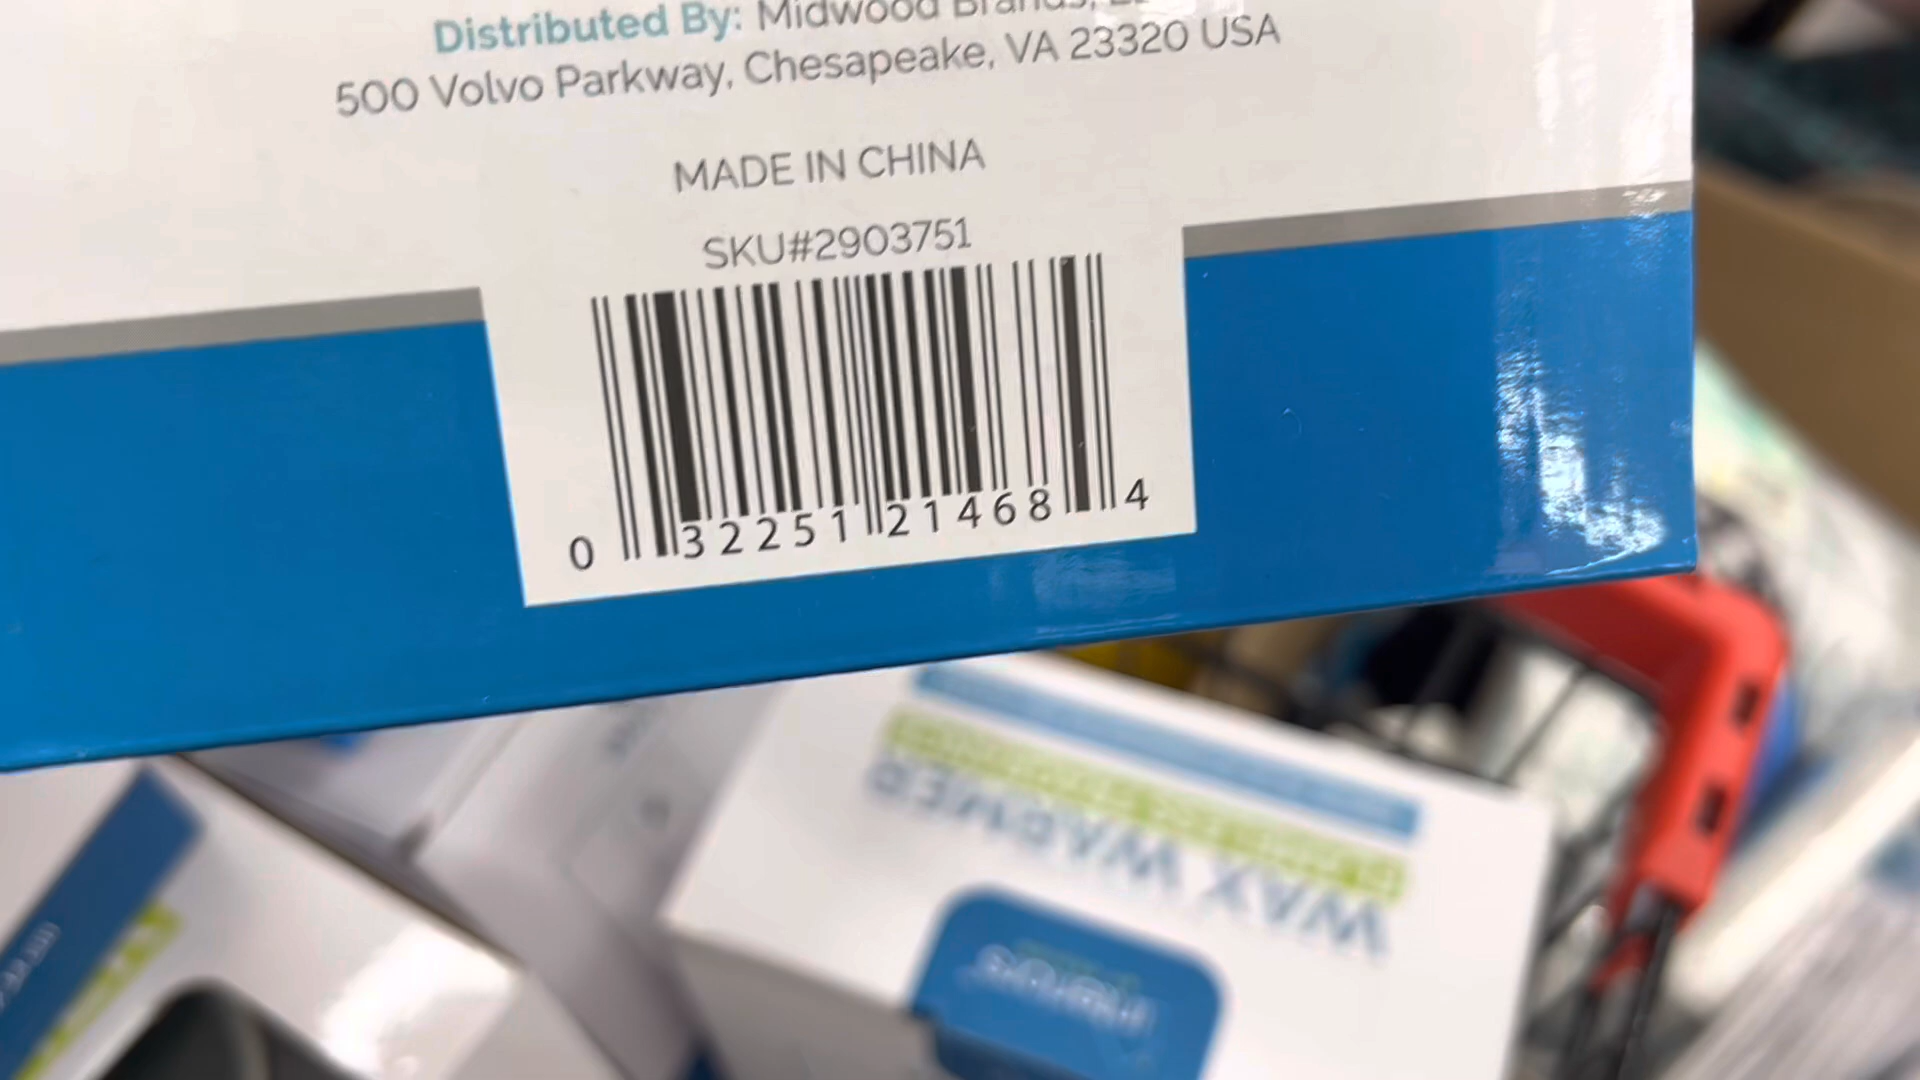 Distributed By: Midwood Brands,
500 Volvo Parkway, Chesapeake, VA 23320 USA
MADE IN CHINA
SKU#2903751
0 32251 21468 4
WAX WARMER